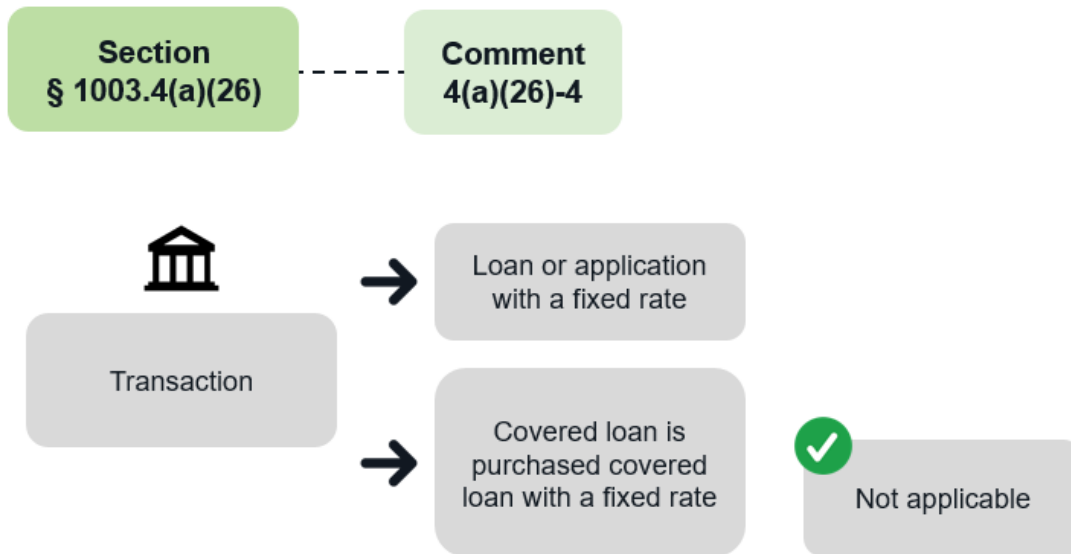 Section
§ 1003.4(a)(26)
Comment
4(a)(26)-4
Loan or application
with a fixed rate
Transaction
Covered loan is
purchased covered
loan with a fixed rate
Not applicable